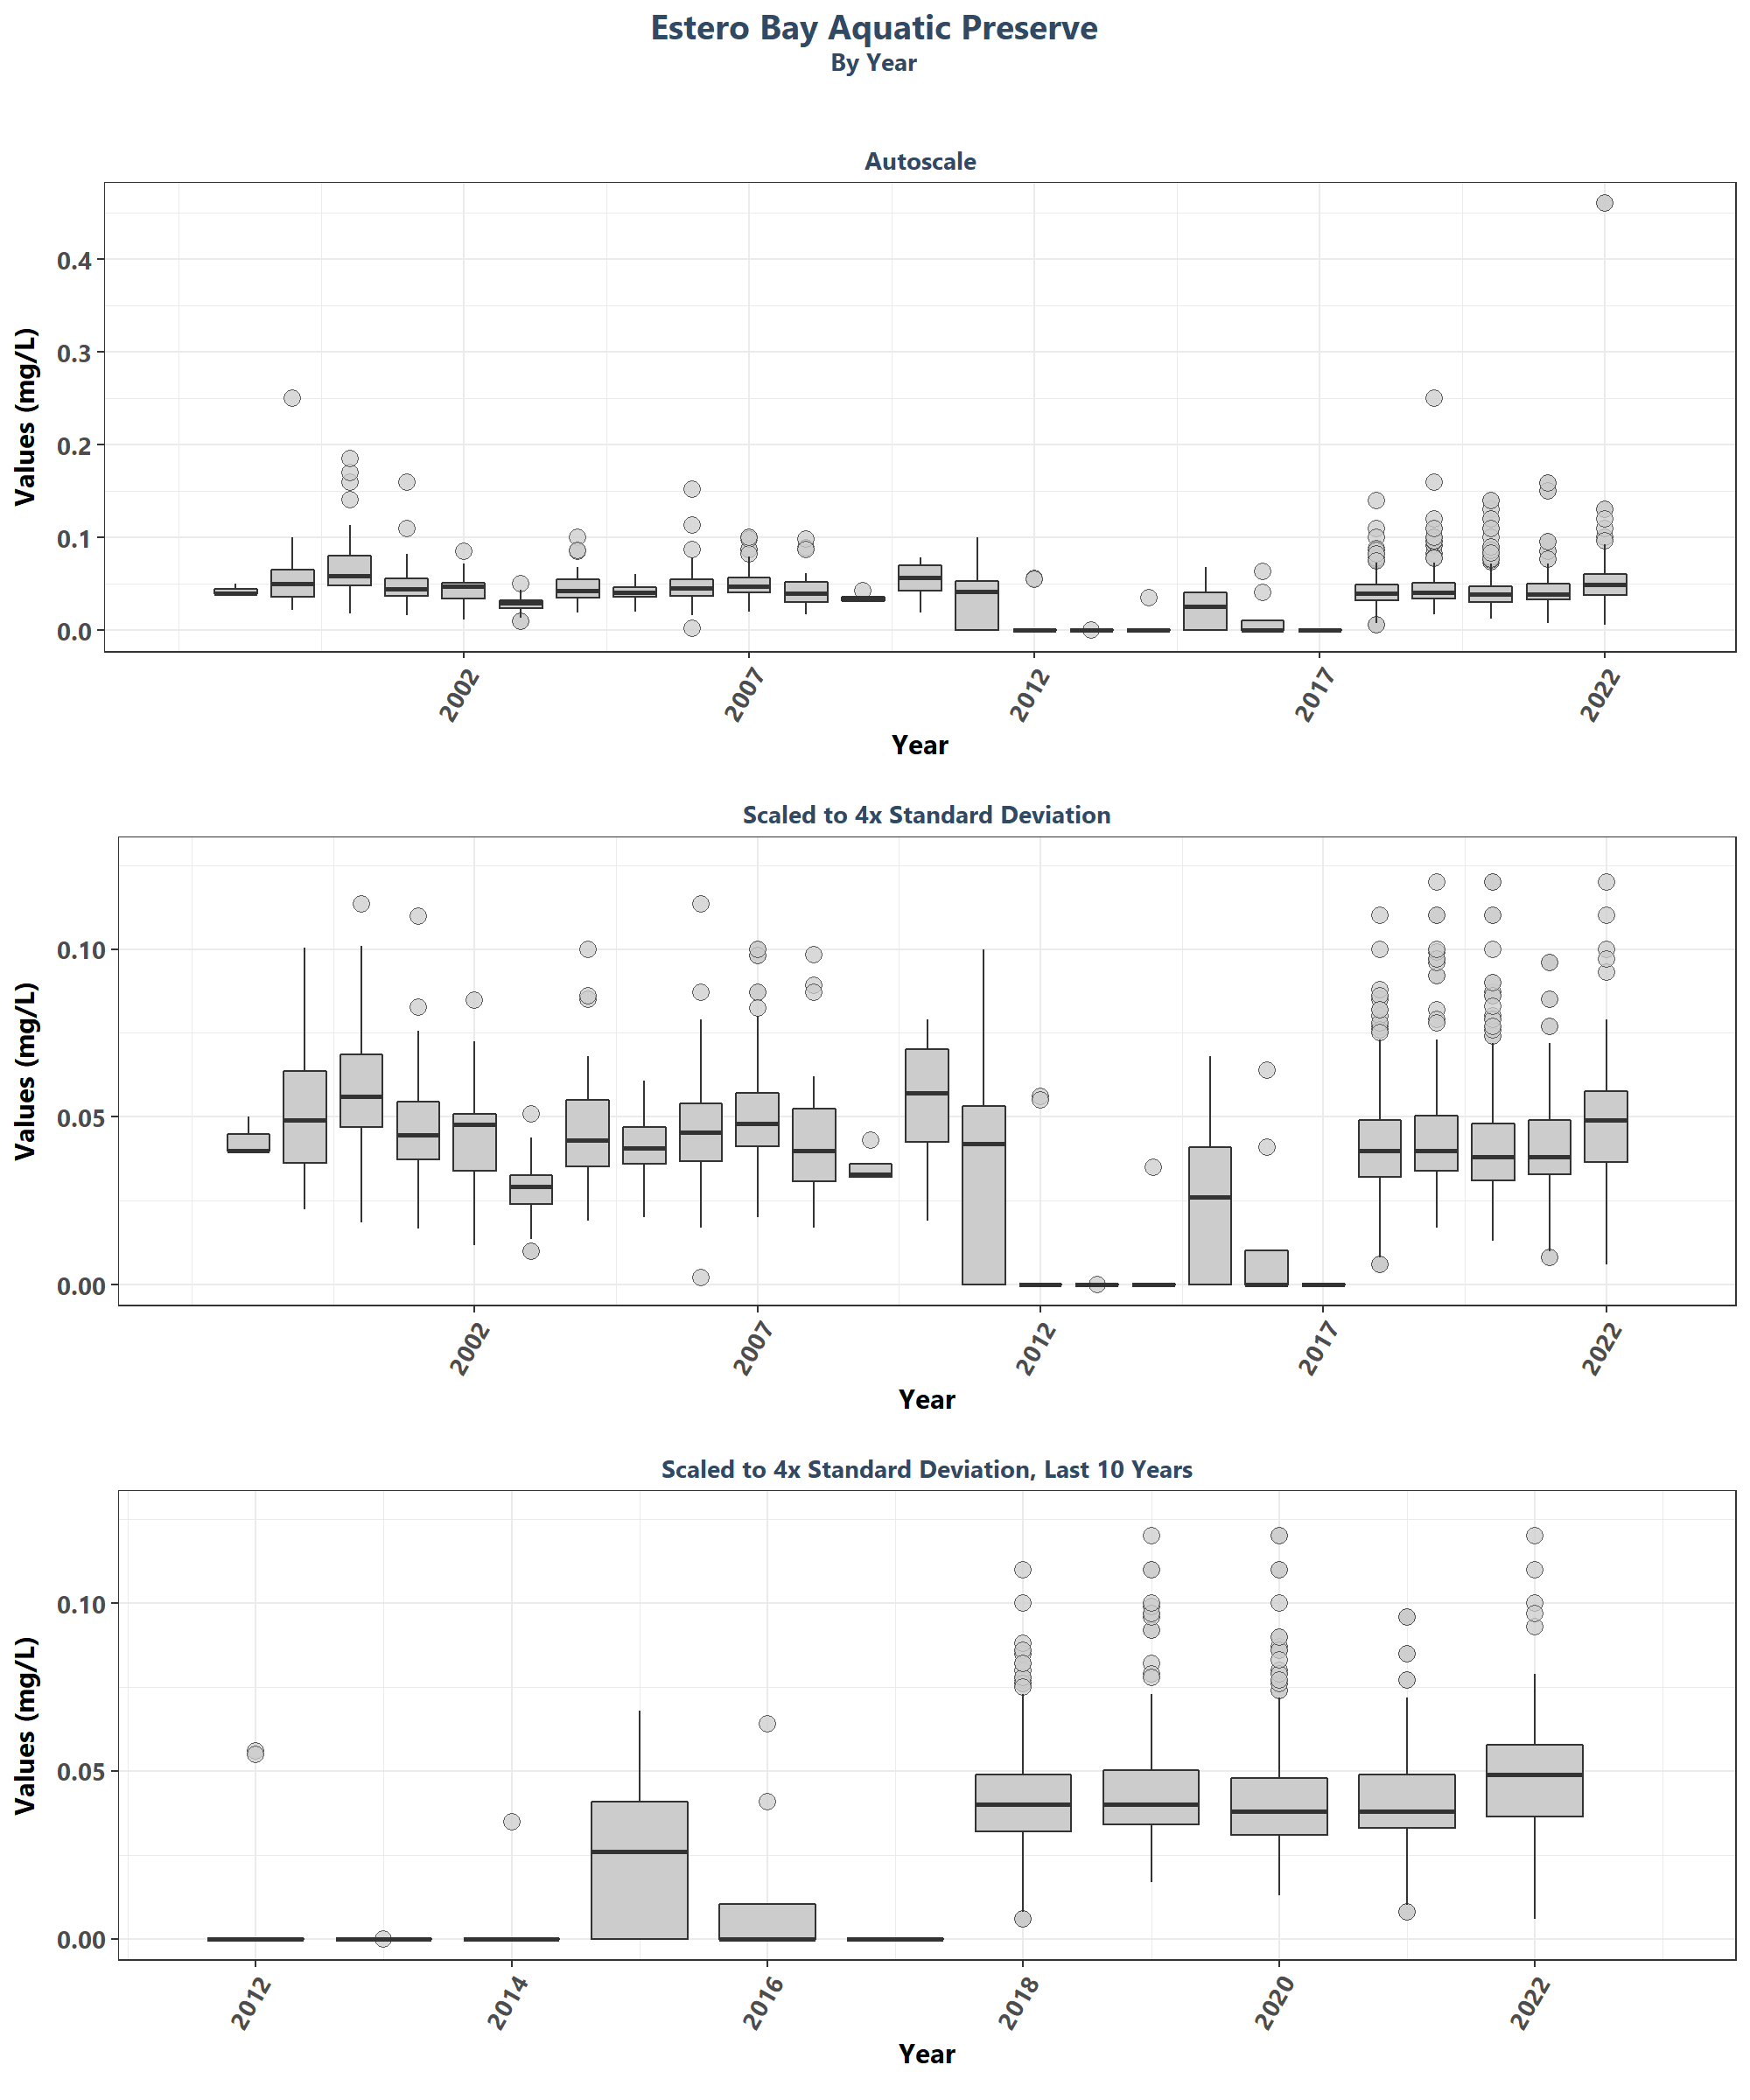 Estero Bay Aquatic Preserve
By Year
Autoscale
Values (mg/L)
0.4
0.3
0.2
0.1
0.0
2002
2007
2012
2017
2022
Year
Scaled to 4x Standard Deviation
Values (mg/L)
0.10
0.05
0.00
2002
2007
2012
2017
2022
Year
Scaled to 4x Standard Deviation, Last 10 Years
Values (mg/L)
0.10
0.05
0.00
2012
2014
2016
2018
2020
2022
Year